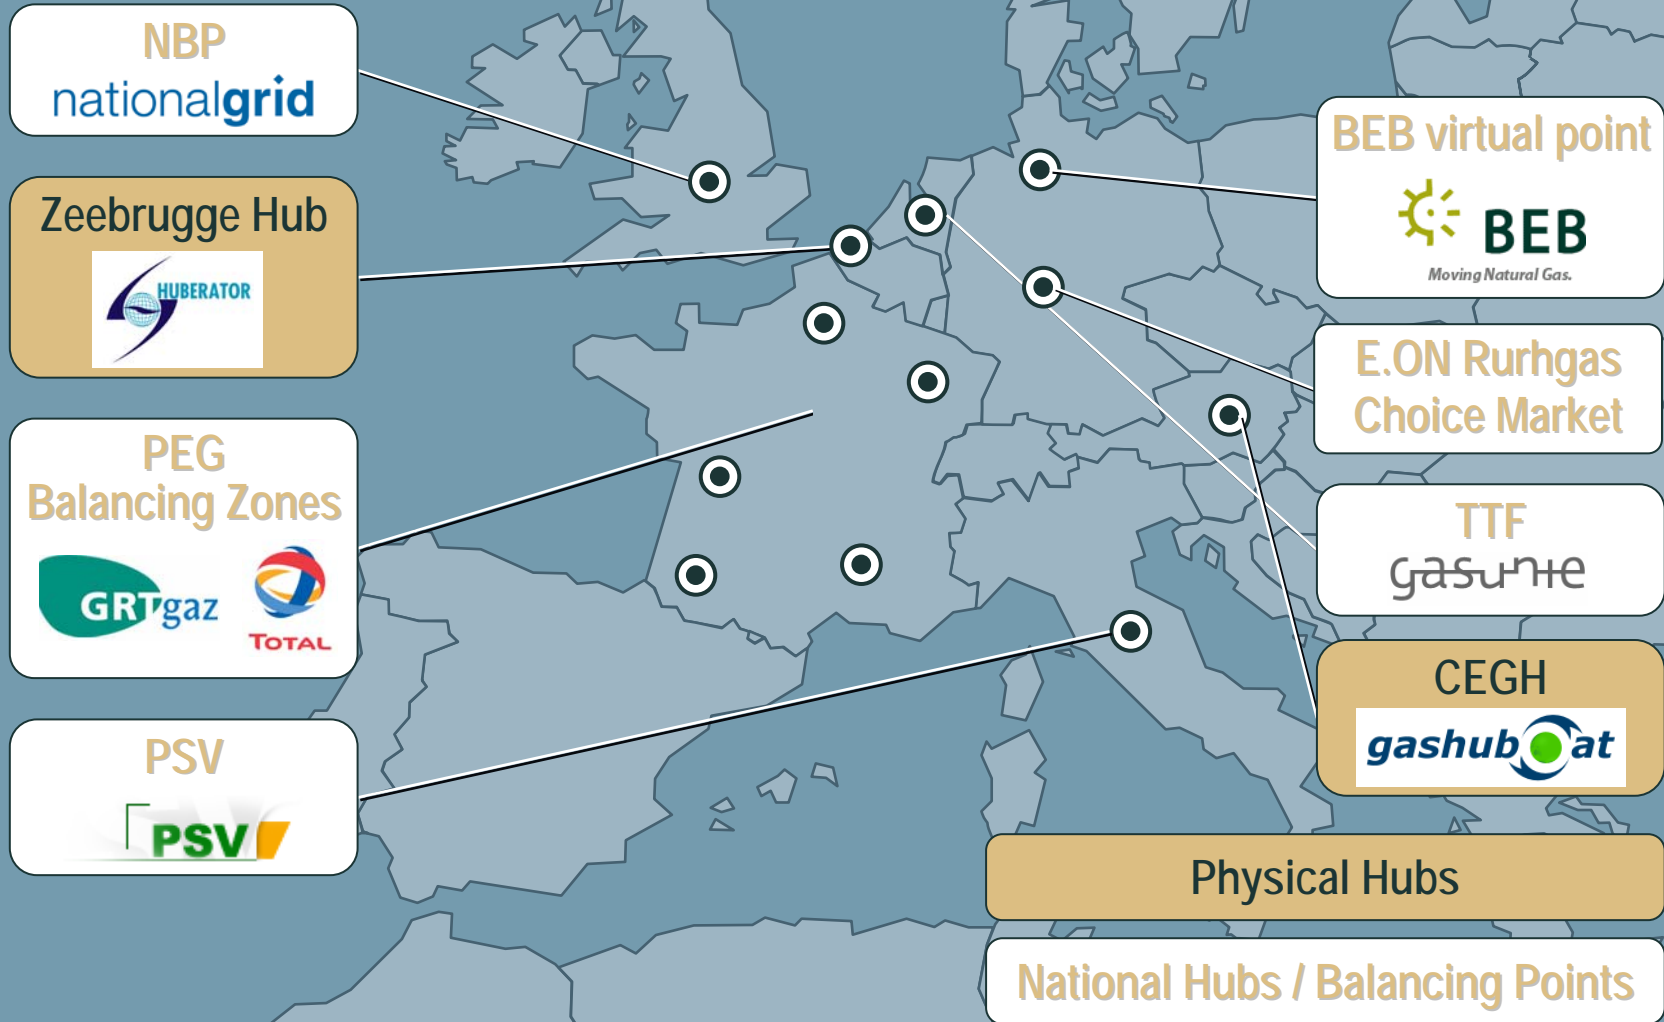 NBP
nationalgrid
Zeebrugge Hub
HUBERATOR
PEG
Balancing Zones
GRTgaz
TOTAL
PSV
PSV
BEB virtual point
BEB
Moving Natural Gas.
E.ON Rurhgas
Choice Market
TTF
gasunie
CEGH
gashub at
Physical Hubs
National Hubs / Balancing Points